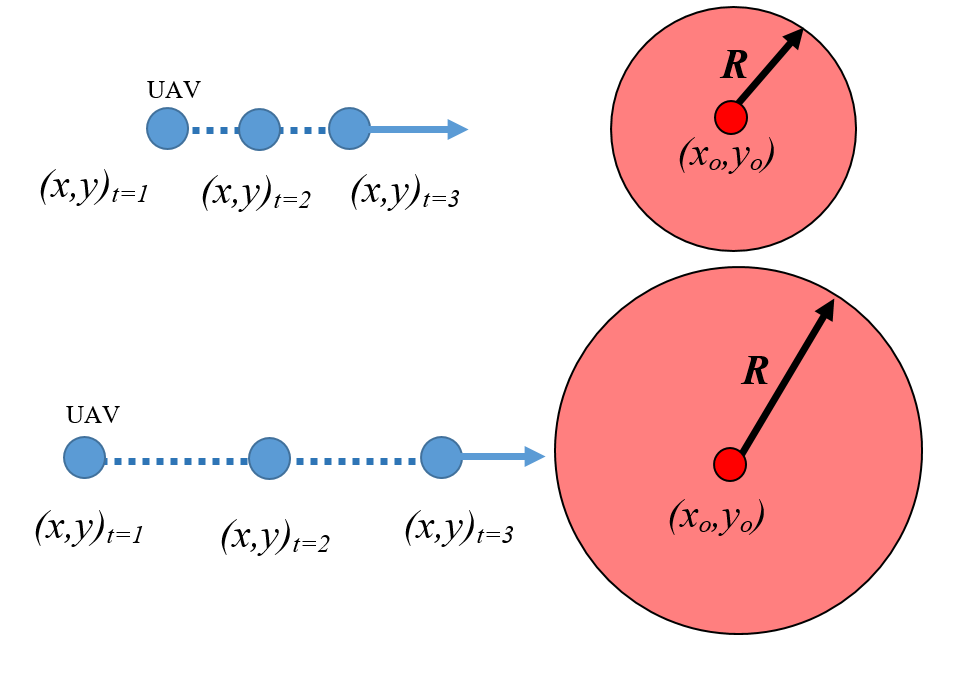 UAV
R
(x,y)t=1
(x,y)t=2
(x,y)t=3
(xo,yo)
UAV
R
(x,y)t=1
(x,y)t=2
(x,y)t=3
(xo,yo)